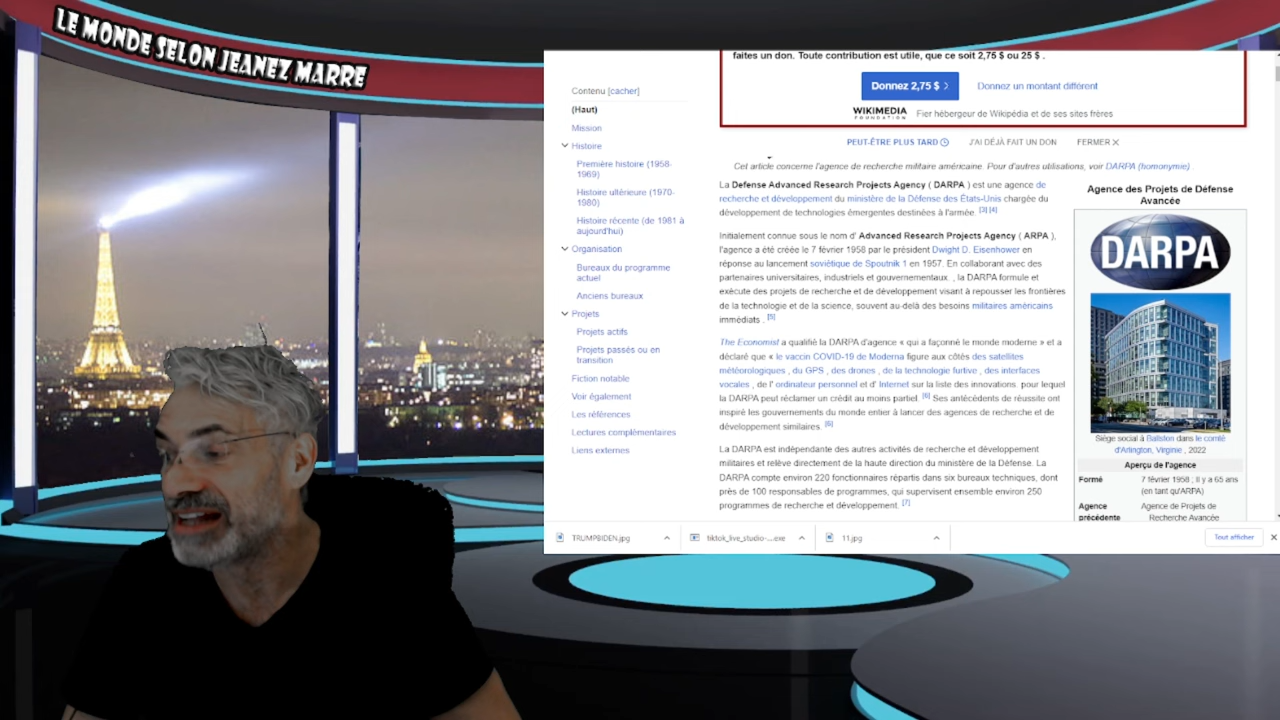 LE MONDE SELON JEANEZ MARRE
faites un don. Toute contribution est utile, que ce soit 2,75 $ ou 25 $ .
Donnez 2,75 $
Donnez un montant différent
WIKIMEDIA
FOUNDATION
Fier hébergeur de Wikipédia et de ses sites frères
PEUT-ÊTRE PLUS TARD
J'AI DÉJÀ FAIT UN DON
FERMER ×
Contenu [cacher]
(Haut)
Mission
Histoire
Première histoire (1958-
1969)
Histoire ultérieure (1970-
1980)
Histoire récente (de 1981 à
aujourd'hui)
Organisation
Bureaux du programme
actuel
Anciens bureaux
Projets
Projets actifs
Projets passés ou en
transition
Fiction notable
Voir également
Les références
Lectures complémentaires
Liens externes
Cet article concerne l'agence de recherche militaire américaine. Pour d'autres utilisations, voir DARPA (homonymie) .
La Defense Advanced Research Projects Agency ( DARPA ) est une agence de
recherche et développement du ministère de la Défense des États-Unis chargée du
développement de technologies émergentes destinées à l'armée. [3] [4]
Initialement connue sous le nom d' Advanced Research Projects Agency ( ARPA ),
l'agence a été créée le 7 février 1958 par le président Dwight D. Eisenhower en
réponse au lancement soviétique de Spoutnik 1 en 1957. En collaborant avec des
partenaires universitaires, industriels et gouvernementaux. , la DARPA formule et
exécute des projets de recherche et de développement visant à repousser les frontières
de la technologie et de la science, souvent au-delà des besoins militaires américains
immédiats . [5]
The Economist a qualifié la DARPA d'agence « qui a façonné le monde moderne » et a
déclaré que « le vaccin COVID-19 de Moderna figure aux côtés des satellites
météorologiques , du GPS , des drones , de la technologie furtive , des interfaces
vocales , de l' ordinateur personnel et d' Internet sur la liste des innovations. pour lequel
la DARPA peut réclamer un crédit au moins partiel. [6] Ses antécédents de réussite ont
inspiré les gouvernements du monde entier à lancer des agences de recherche et de
développement similaires. [6]
La DARPA est indépendante des autres activités de recherche et développement
militaires et relève directement de la haute direction du ministère de la Défense. La
DARPA compte environ 220 fonctionnaires répartis dans six bureaux techniques, dont
près de 100 responsables de programmes, qui supervisent ensemble environ 250
programmes de recherche et développement. [7]
Agence des Projets de Défense
Avancée
DARPA
Siège social à Ballston dans le comté
d'Arlington, Virginie , 2022
Aperçu de l'agence
Formé 7 février 1958 ; Il y a 65 ans
(en tant qu'ARPA)
Agence Agence de Projets de
précédente Recherche Avancée
TRUMPBIDEN.jpg
tiktok_live_studio-....exe
11.jpg
Tout afficher